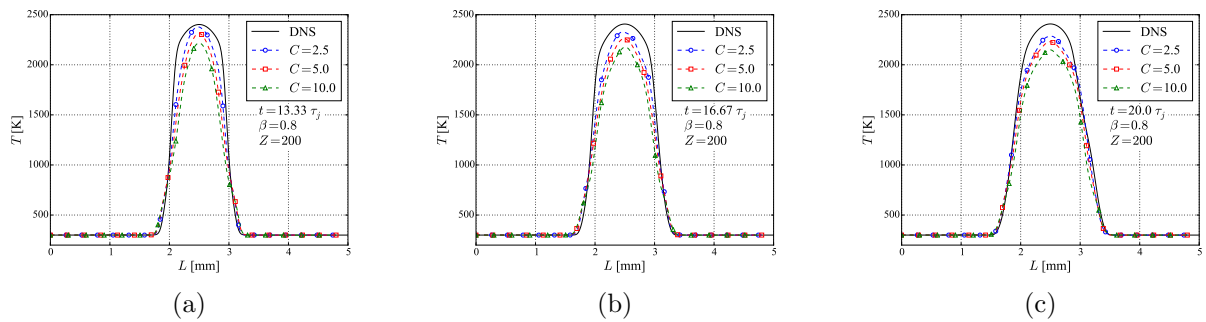 2500
2000
1500
1000
500
T [K]
0 1 2 3 4 5
L [mm]
DNS
C = 2.5
C = 5.0
C = 10.0
t = 13.33 τj
β = 0.8
Z = 200
(a)
2500
2000
1500
1000
500
T [K]
0 1 2 3 4 5
L [mm]
DNS
C = 2.5
C = 5.0
C = 10.0
t = 16.67 τj
β = 0.8
Z = 200
(b)
2500
2000
1500
1000
500
T [K]
0 1 2 3 4 5
L [mm]
DNS
C = 2.5
C = 5.0
C = 10.0
t = 20.0 τj
β = 0.8
Z = 200
(c)